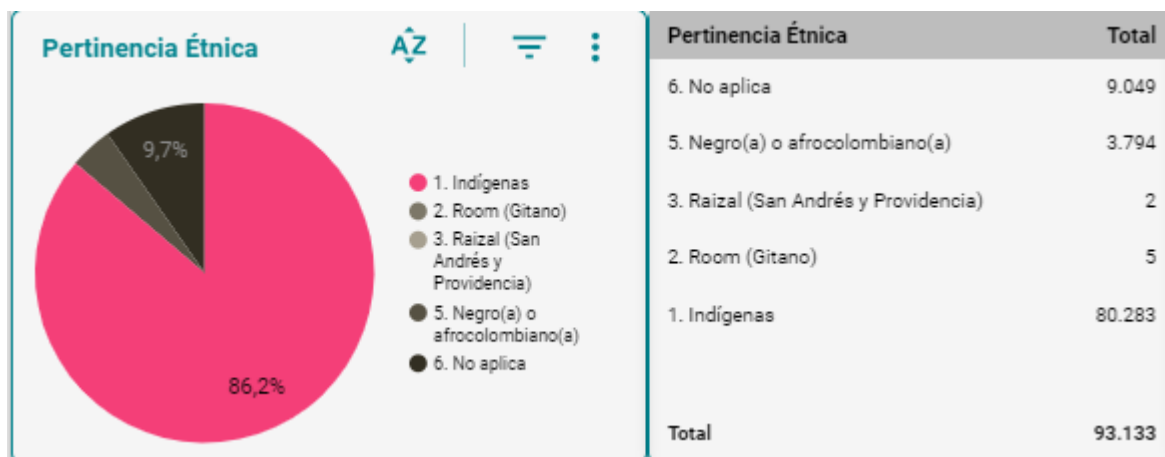 Pertinencia Étnica
AZ
9,7%
86,2%
1. Indígenas
2. Room (Gitano)
3. Raizal (San
Andrés y
Providencia)
5. Negro(a) o
afrocolombiano(a)
6. No aplica
Pertinencia Étnica Total
6. No aplica 9.049
5. Negro(a) o afrocolombiano(a) 3.794
3. Raizal (San Andrés y Providencia) 2
2. Room (Gitano) 5
1. Indígenas 80.283
Total 93.133